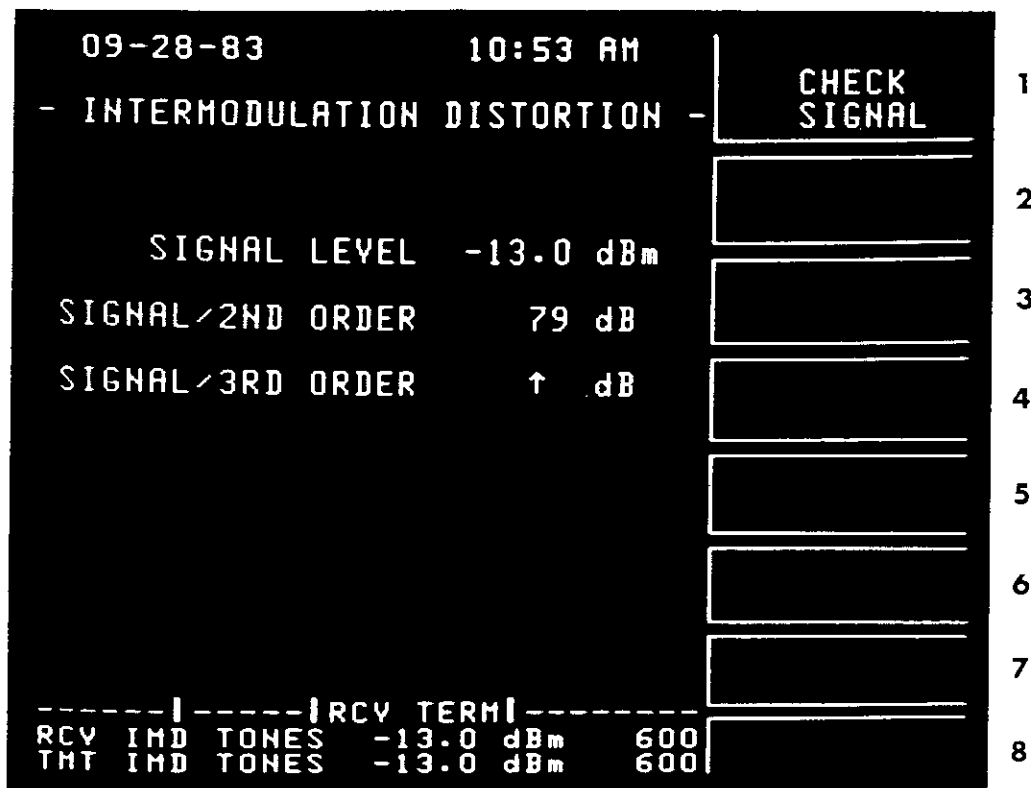 09-28-83 10:53 AM
- INTERMODULATION DISTORTION -
SIGNAL LEVEL -13.0 dBm
SIGNAL/2ND ORDER 79 dB
SIGNAL/3RD ORDER ↑ dB
------|-----|RCV TERM|--------
RCV IMD TONES -13.0 dBm 600
TMT IMD TONES -13.0 dBm 600
CHECK
SIGNAL
1
2
3
4
5
6
7
8